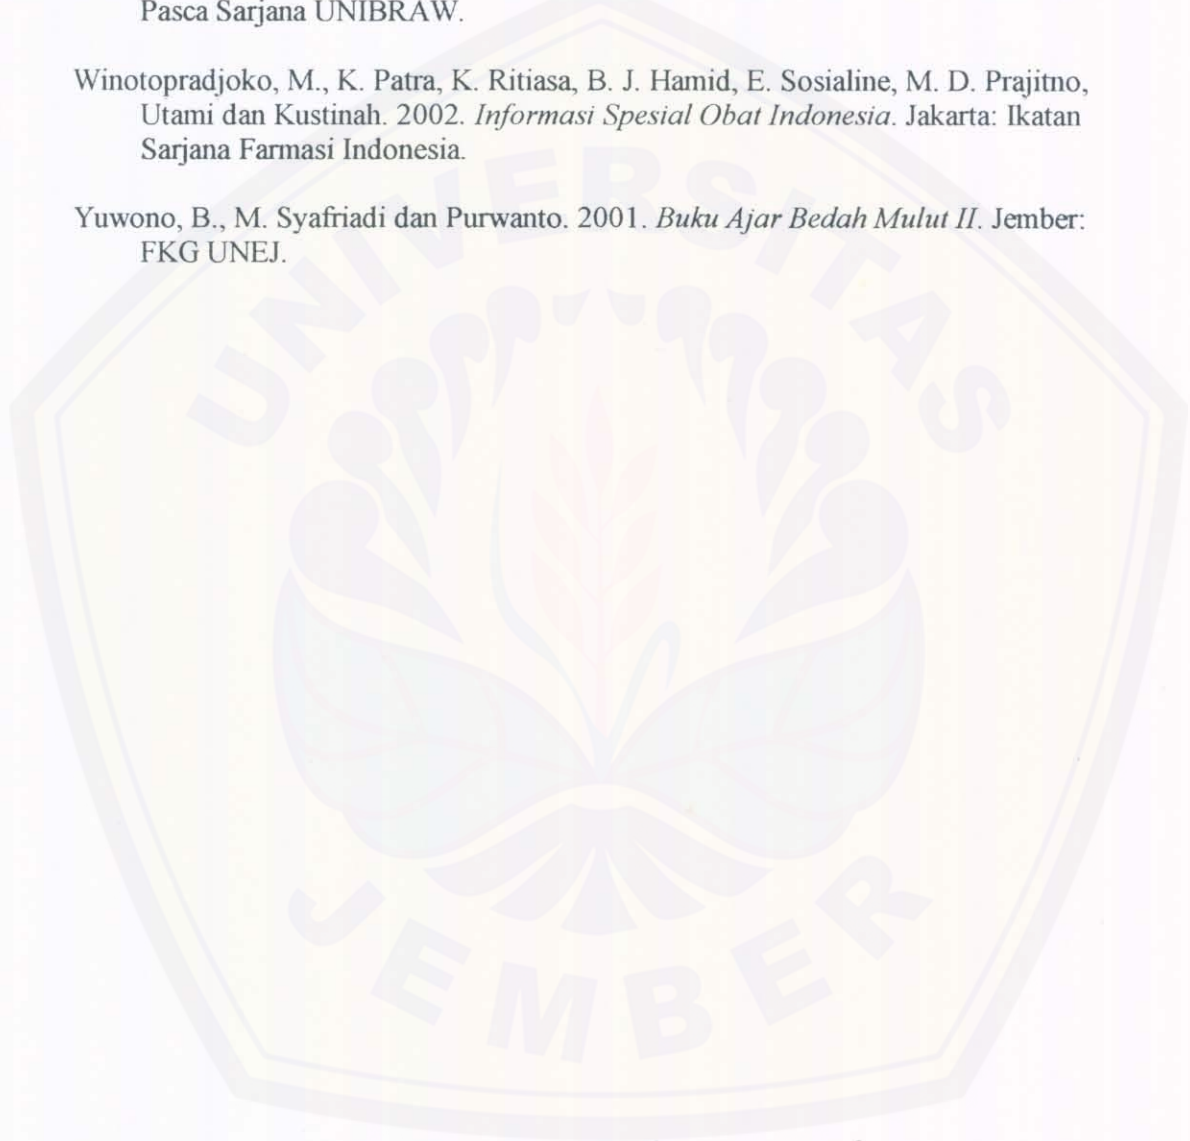 Pasca Sarjana UNIBRAW.
Winotopradjoko, M., K. Patra, K. Ritiasa, B. J. Hamid, E. Sosialine, M. D. Prajitno,
Utami dan Kustinah. 2002. Informasi Spesial Obat Indonesia. Jakarta: Ikatan
Sarjana Farmasi Indonesia.
Yuwono, B., M. Syafriadi dan Purwanto. 2001. Buku Ajar Bedah Mulut II. Jember:
FKG UNEJ.
UNIVERSITAS
JEMBER